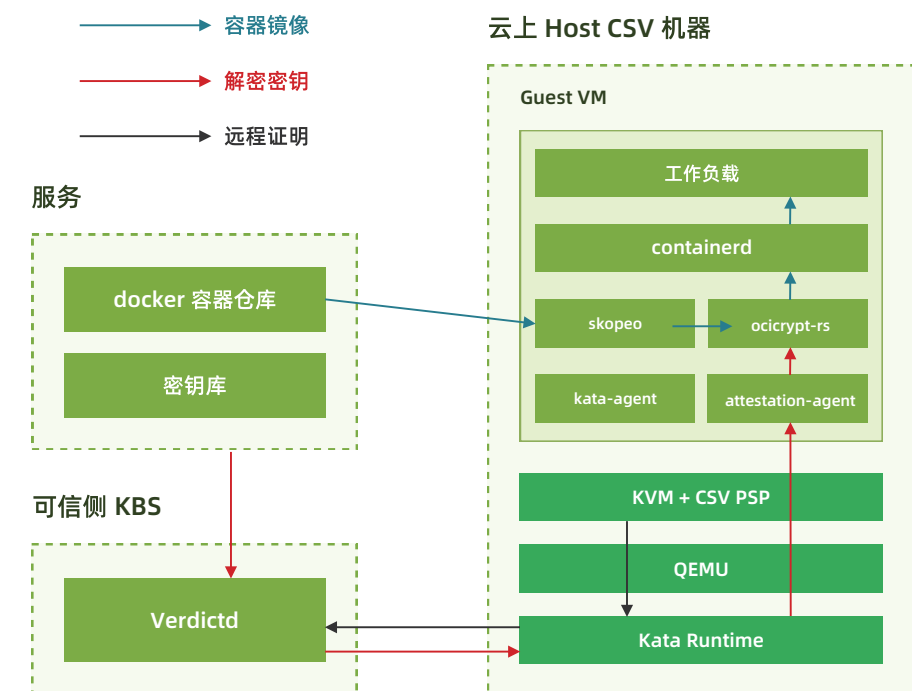 容器镜像
解密密钥
远程证明
服务
docker 容器仓库
密钥库
可信侧 KBS
Verdictd
云上 Host CSV 机器
Guest VM
工作负载
containerd
skopeo
ocicrypt-rs
kata-agent
attestation-agent
KVM + CSV PSP
QEMU
Kata Runtime